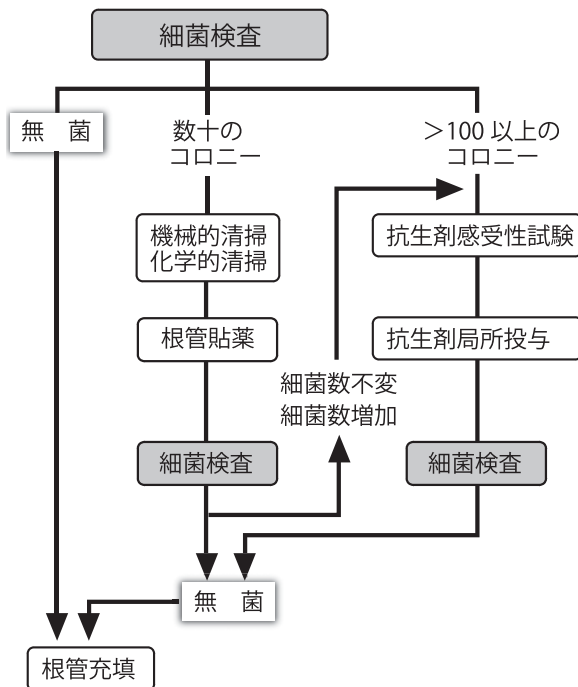 細菌検査
無　菌
数十の
コロニー
＞100 以上の
コロニー
機械的清掃
化学的清掃
抗生剤感受性試験
根管貼薬
抗生剤局所投与
細菌数不変
細菌数増加
細菌検査
細菌検査
無　菌
根管充填